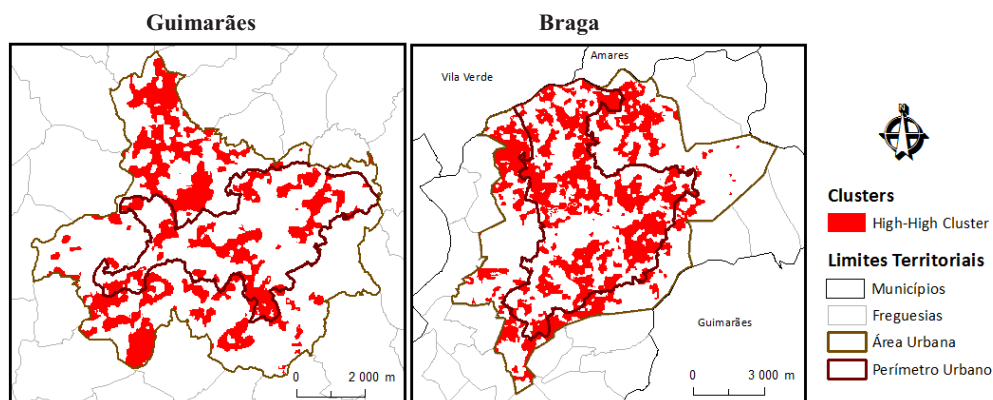 Guimarães
Braga
Amares
Vila Verde
Guimarães
0 2 000 m
0 3 000 m
Clusters
High-High Cluster
Limites Territoriais
Municípios
Freguesias
Área Urbana
Perímetro Urbano